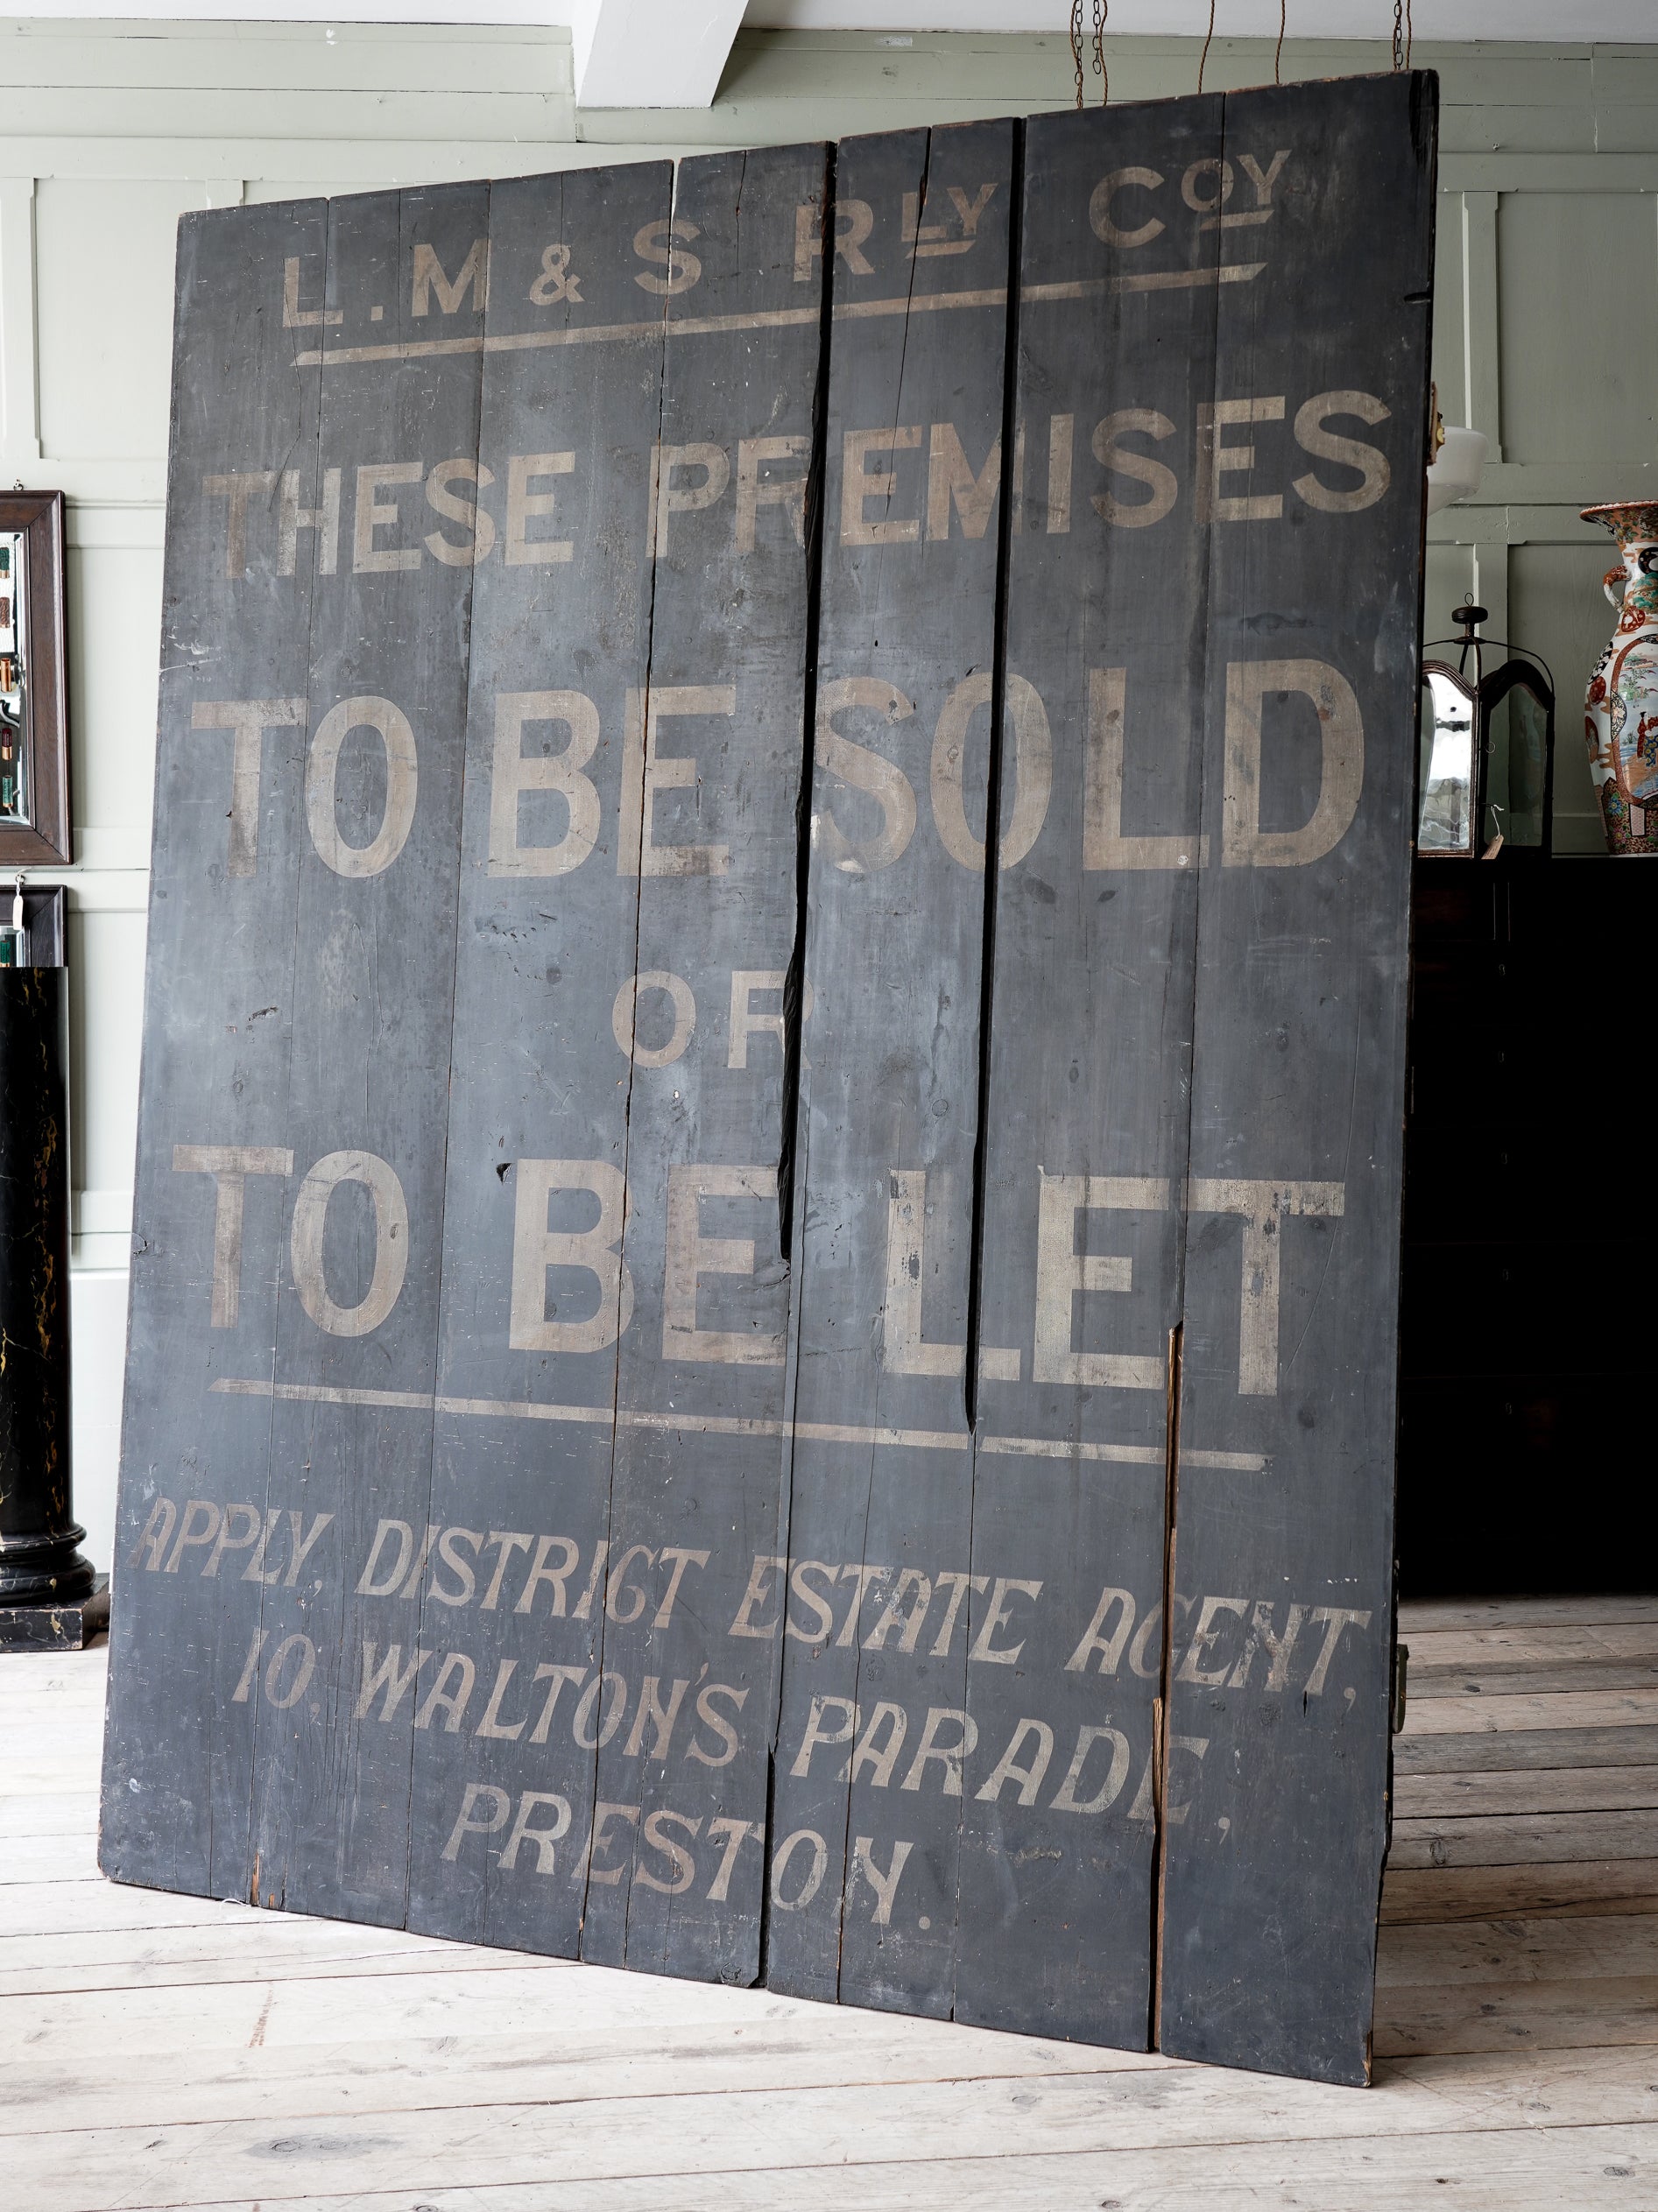 L.M & S RLY COY
THESE PREMISES
TO BE SOLD
OR
TO BE LET
APPLY, DISTRICT ESTATE AGENT,
10, WALTON'S PARADE,
PRESTON.